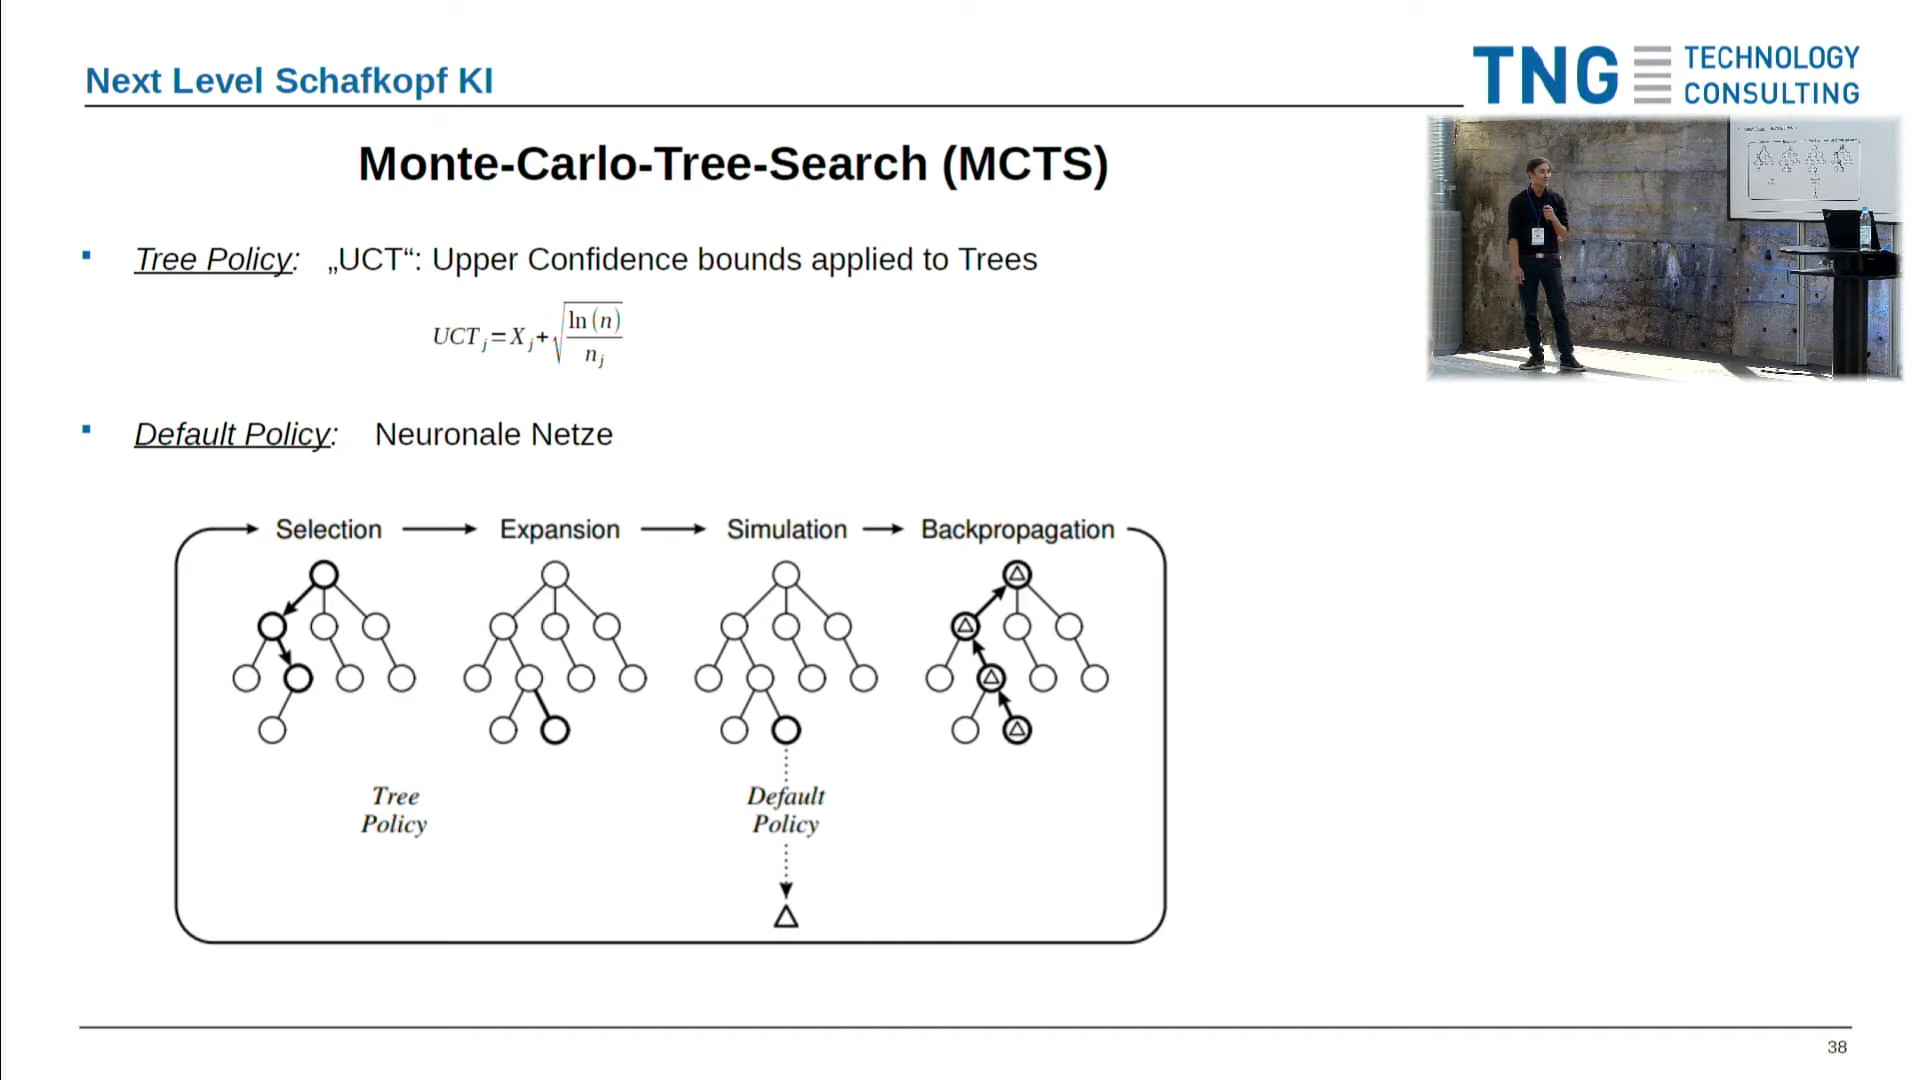 Next Level Schafkopf KI
TNG TECHNOLOGY CONSULTING
Monte-Carlo-Tree-Search (MCTS)
Tree Policy: „UCT“: Upper Confidence bounds applied to Trees
UCT_j = X_j + √(ln(n) / n_j)
Default Policy: Neuronale Netze
Selection Expansion Simulation Backpropagation
Tree Policy
Default Policy
38